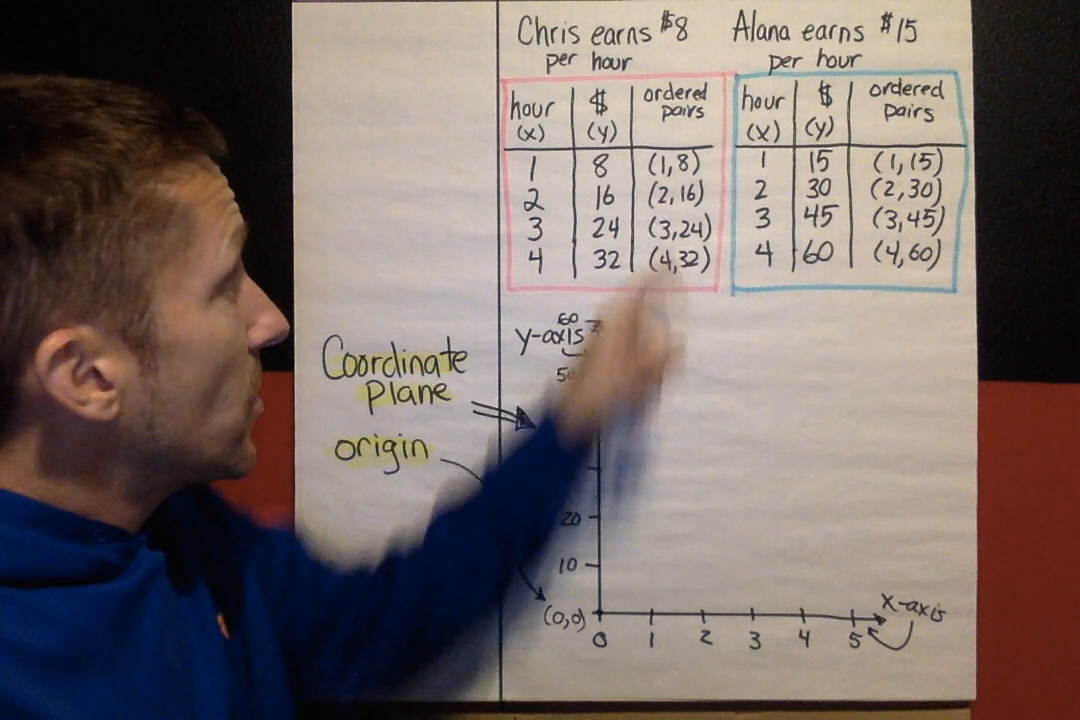 Chris earns $8
per hour
hour | $ | ordered
(x) | (y) | pairs
1 | 8 | (1,8)
2 | 16 | (2,16)
3 | 24 | (3,24)
4 | 32 | (4,32)
Alana earns $15
per hour
hour | $ | ordered
(x) | (y) | pairs
1 | 15 | (1,15)
2 | 30 | (2,30)
3 | 45 | (3,45)
4 | 60 | (4,60)
Coordinate
plane
origin
60
y-axis
20
10
(0,0)
0 1 2 3 4 5
x-axis